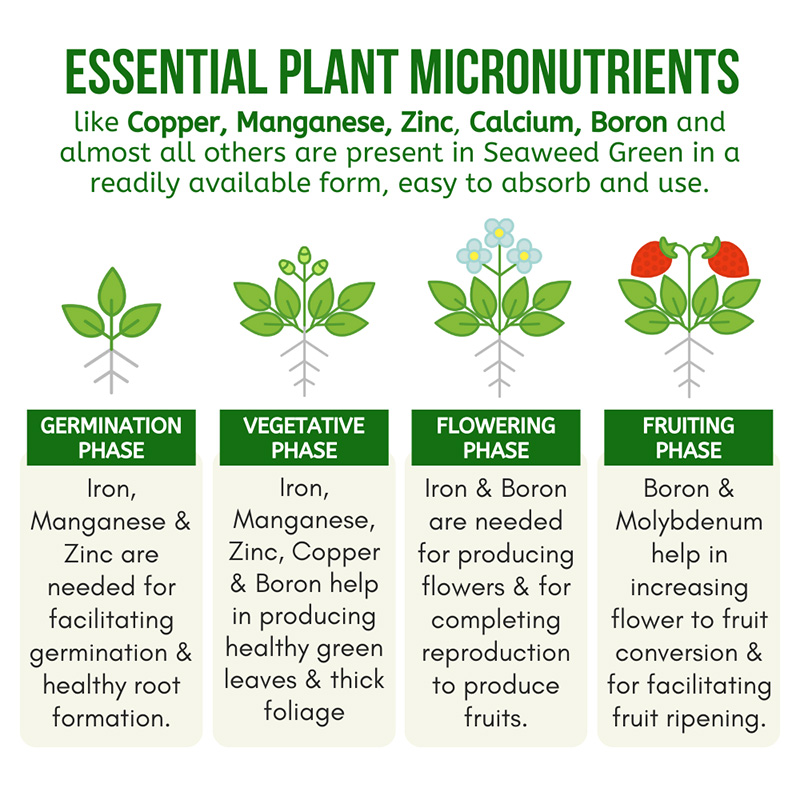 ESSENTIAL PLANT MICRONUTRIENTS
like Copper, Manganese, Zinc, Calcium, Boron and
almost all others are present in Seaweed Green in a
readily available form, easy to absorb and use.
GERMINATION
PHASE
Iron,
Manganese &
Zinc are
needed for
facilitating
germination &
healthy root
formation.
VEGETATIVE
PHASE
Iron,
Manganese,
Zinc, Copper
& Boron help
in producing
healthy green
leaves & thick
foliage
FLOWERING
PHASE
Iron & Boron
are needed
for producing
flowers & for
completing
reproduction
to produce
fruits.
FRUITING
PHASE
Boron &
Molybdenum
help in
increasing
flower to fruit
conversion &
for facilitating
fruit ripening.